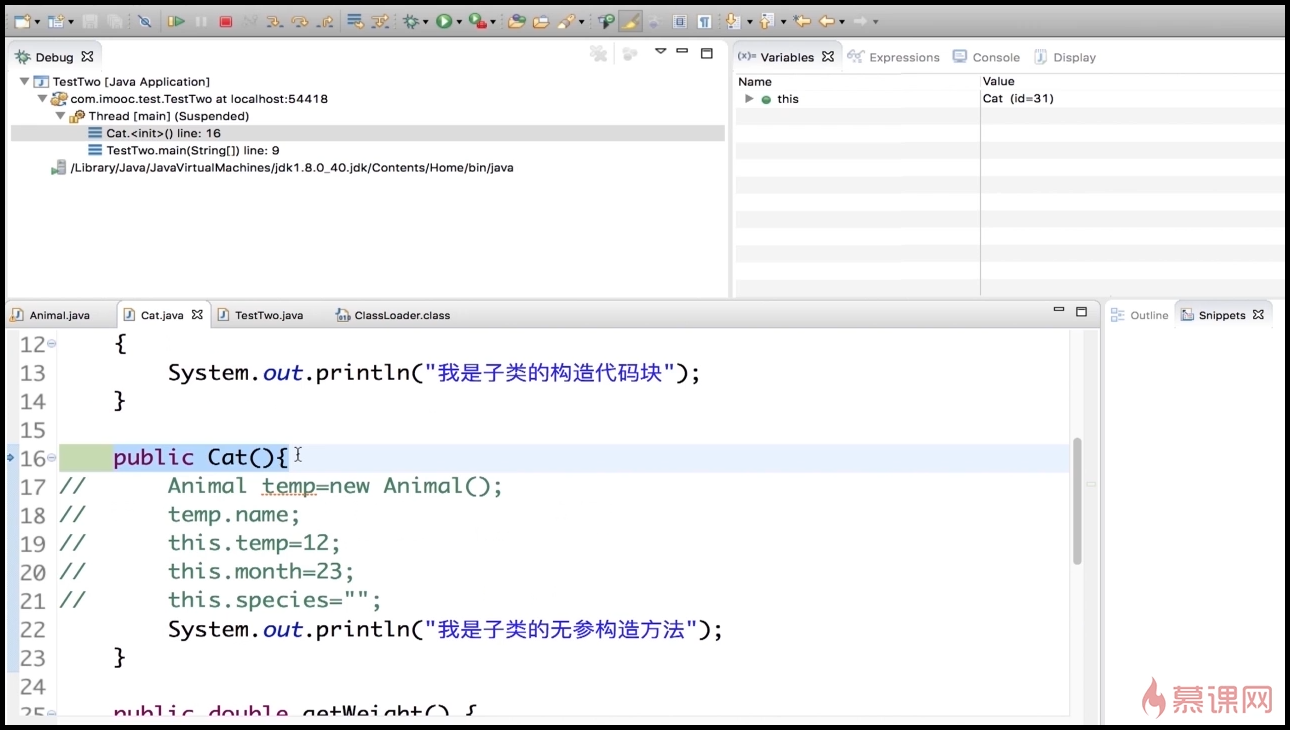 Debug
TestTwo [Java Application]
com.imooc.test.TestTwo at localhost:54418
Thread [main] (Suspended)
Cat.<init>() line: 16
TestTwo.main(String[]) line: 9
/Library/Java/JavaVirtualMachines/jdk1.8.0_40.jdk/Contents/Home/bin/java
(x)= Variables Expressions Console Display
Name Value
this Cat (id=31)
Animal.java Cat.java TestTwo.java ClassLoader.class
12 {
13 System.out.println("我是子类的构造代码块");
14 }
15
16 public Cat(){
17 // Animal temp=new Animal();
18 // temp.name;
19 // this.temp=12;
20 // this.month=23;
21 // this.species="";
22 System.out.println("我是子类的无参构造方法");
23 }
24
25 public double getWeight() {
Outline Snippets
慕课网